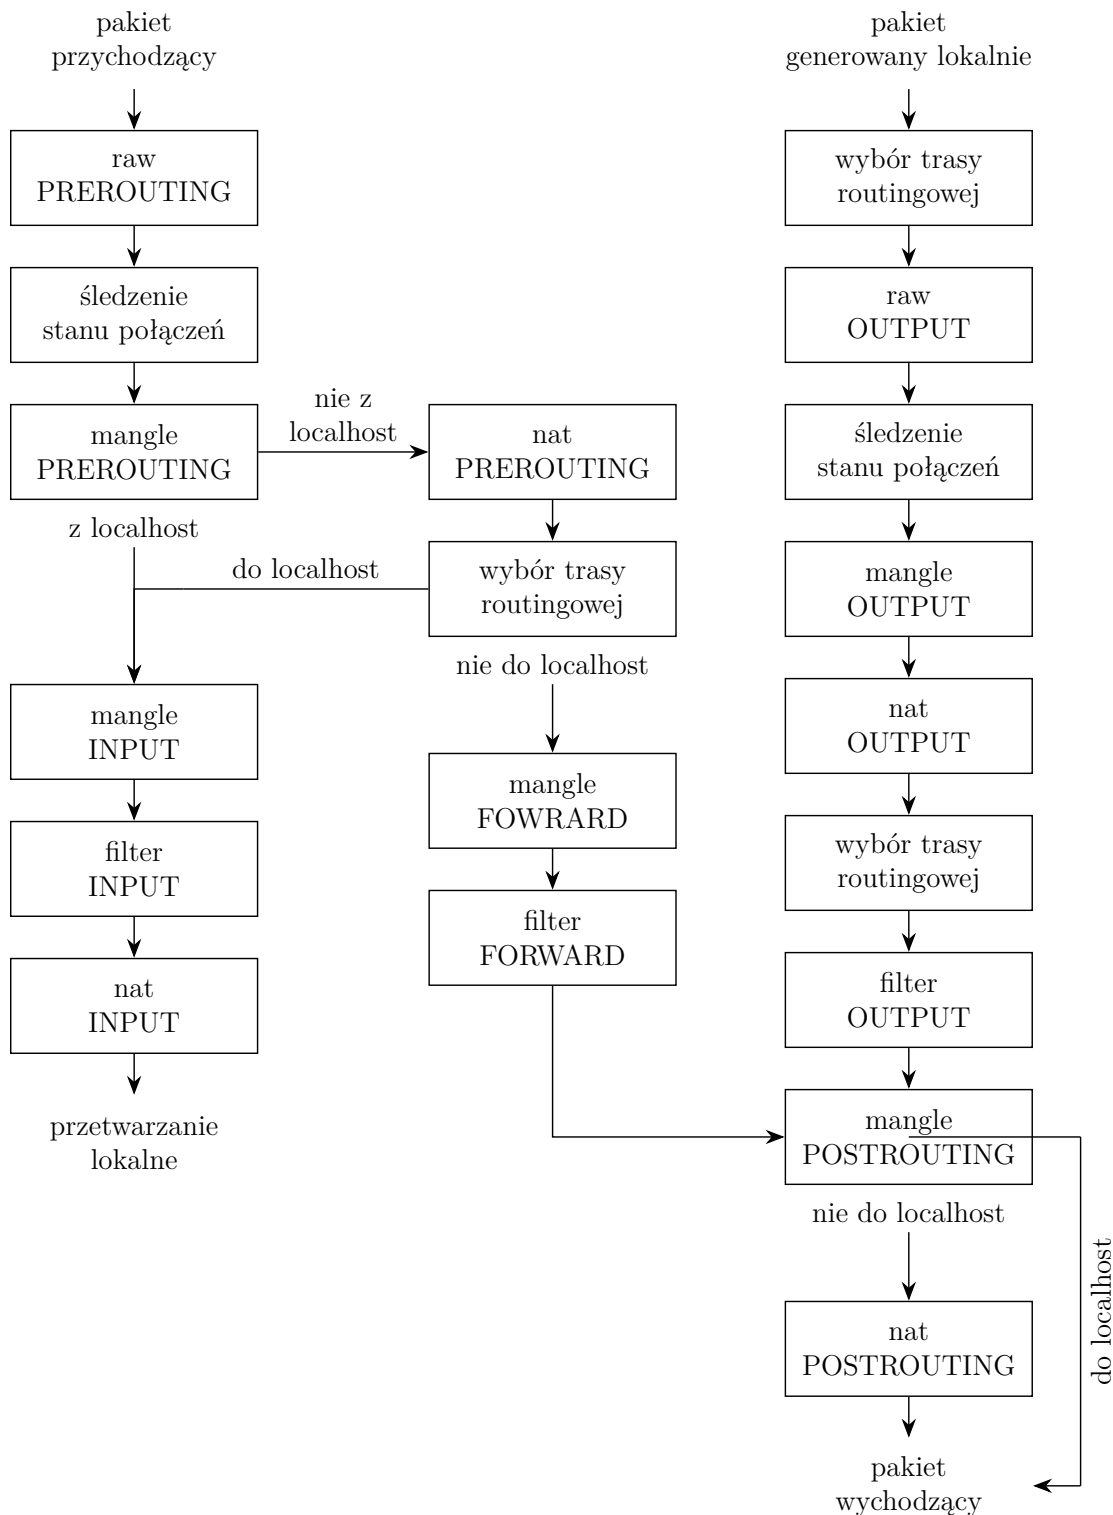 pakiet
przychodzący
raw
PREROUTING
śledzenie
stanu połączeń
mangle
PREROUTING
z localhost
nie z
localhost
nat
PREROUTING
do localhost
wybór trasy
routingowej
nie do localhost
mangle
INPUT
filter
INPUT
nat
INPUT
przetwarzanie
lokalne
mangle
FOWRARD
filter
FORWARD
pakiet
generowany lokalnie
wybór trasy
routingowej
raw
OUTPUT
śledzenie
stanu połączeń
mangle
OUTPUT
nat
OUTPUT
wybór trasy
routingowej
filter
OUTPUT
mangle
POSTROUTING
nie do localhost
do localhost
nat
POSTROUTING
pakiet
wychodzący